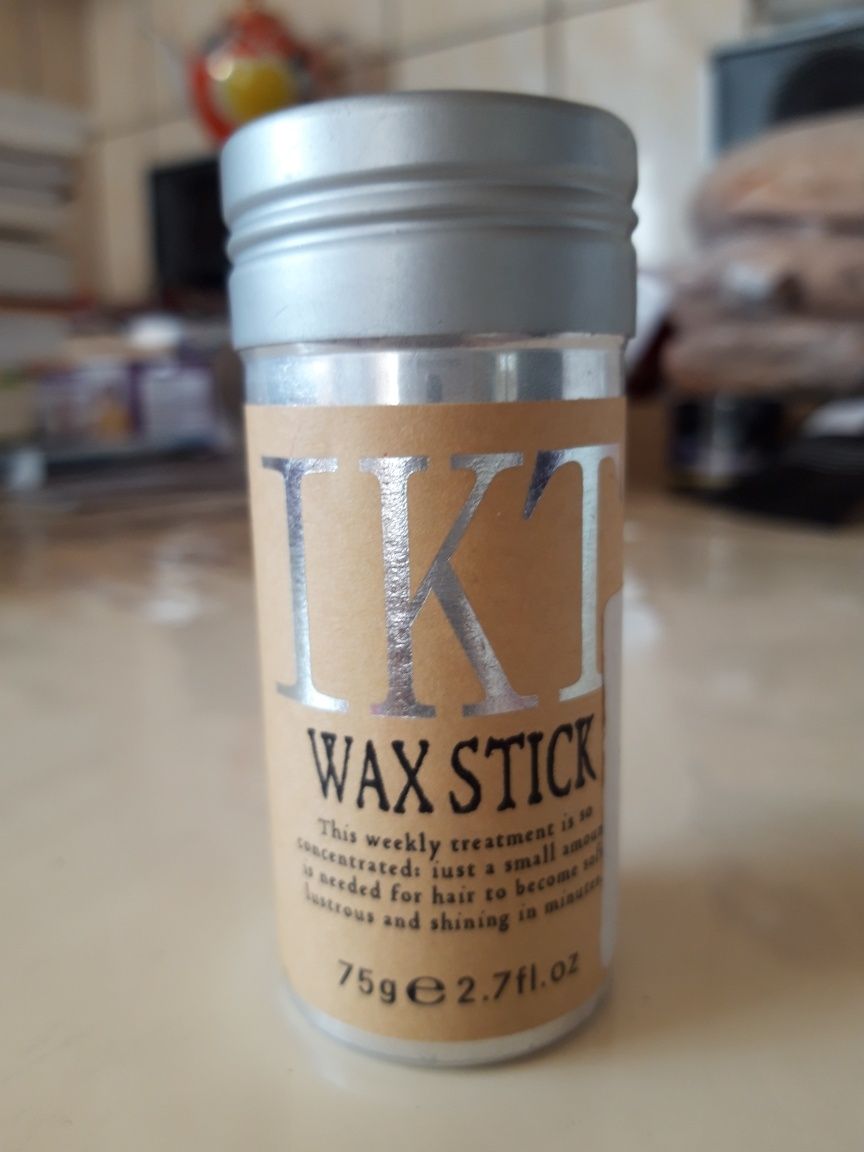 IKT
WAX STICK
This weekly treatment is so
concentrated: iust a small
is needed for hair to become
lustrous and shining in
75g ℮ 2.7fl.oz